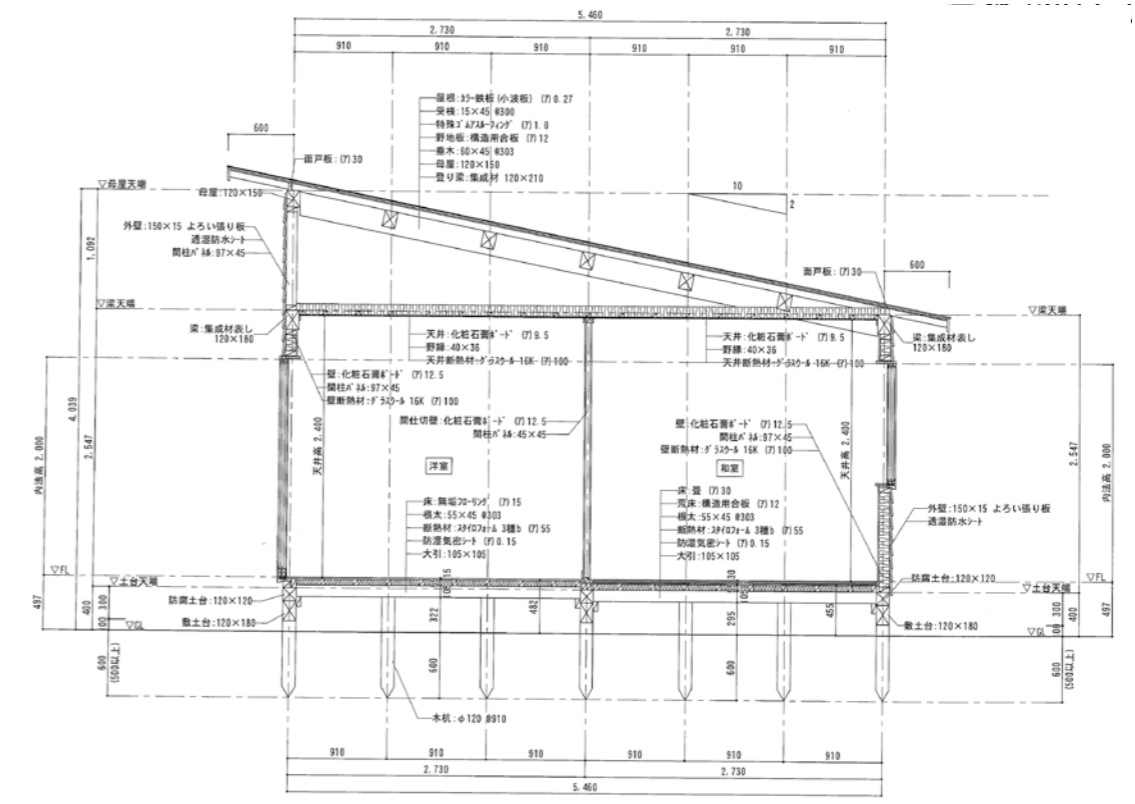 5.460
2.730
2.730
910
910
910
910
910
910
屋根:カラー鉄板(小波板) (ア)0.27
受桟:15×45 @300
特殊ゴムアスルーフィング (ア)1.0
野地板:構造用合板 (ア)12
垂木:60×45 @303
母屋:120×150
登り梁:集成材 120×210
600
面戸板:(ア)30
▽母屋天端
母屋:120×150
10
2
外壁:150×15 よろい張り板
透湿防水シート
間柱パネル:97×45
1,092
面戸板:(ア)30
600
▽梁天端
▽梁天端
梁:集成材表し
120×180
梁:集成材表し
120×180
天井:化粧石膏ボード (ア)9.5
野縁:40×36
天井断熱材:グラスウール 16K (ア)100
天井:化粧石膏ボード (ア)9.5
野縁:40×36
天井断熱材:グラスウール 16K (ア)100
壁:化粧石膏ボード (ア)12.5
間柱パネル:97×45
壁断熱材:グラスウール 16K (ア)100
間仕切壁:化粧石膏ボード (ア)12.5
間柱パネル:45×45
壁:化粧石膏ボード (ア)12.5
間柱パネル:97×45
壁断熱材:グラスウール 16K (ア)100
4,039
2,547
内法高 2,000
天井高 2,400
天井高 2,400
2,547
内法高 2,000
洋室
和室
床:無垢フローリング (ア)15
根太:55×45 @303
断熱材:スタイロフォーム 3種b (ア)55
防湿気密シート (ア)0.15
大引:105×105
床:畳 (ア)30
荒床:構造用合板 (ア)12
根太:55×45 @303
断熱材:スタイロフォーム 3種b (ア)55
防湿気密シート (ア)0.15
大引:105×105
外壁:150×15 よろい張り板
透湿防水シート
▽FL
▽FL
▽土台天端
▽土台天端
防腐土台:120×120
防腐土台:120×120
敷土台:120×180
敷土台:120×180
▽GL
▽GL
497
400
300
15
105
322
482
30
105
295
455
300
400
497
600
(500以上)
600
600
600
(500以上)
木杭:φ120 @910
910
910
910
910
910
910
2.730
2.730
5.460